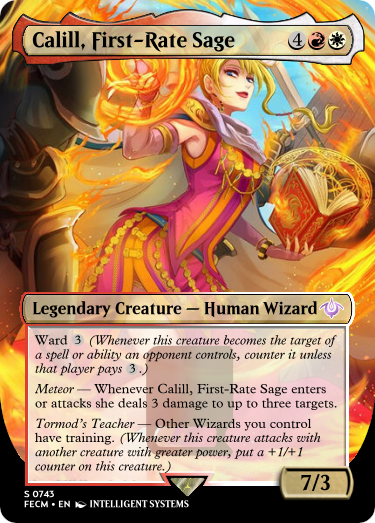 Calill, First-Rate Sage 4
Legendary Creature — Human Wizard
Ward 3 (Whenever this creature becomes the target
of a spell or ability an opponent controls, counter it unless
that player pays 3.)
Meteor — Whenever Calill, First-Rate Sage enters
or attacks she deals 3 damage to up to three targets.
Tormod's Teacher — Other Wizards you control
have training. (Whenever this creature attacks with
another creature with greater power, put a +1/+1
counter on this creature.)
7/3
S 0743
FECM • EN INTELLIGENT SYSTEMS